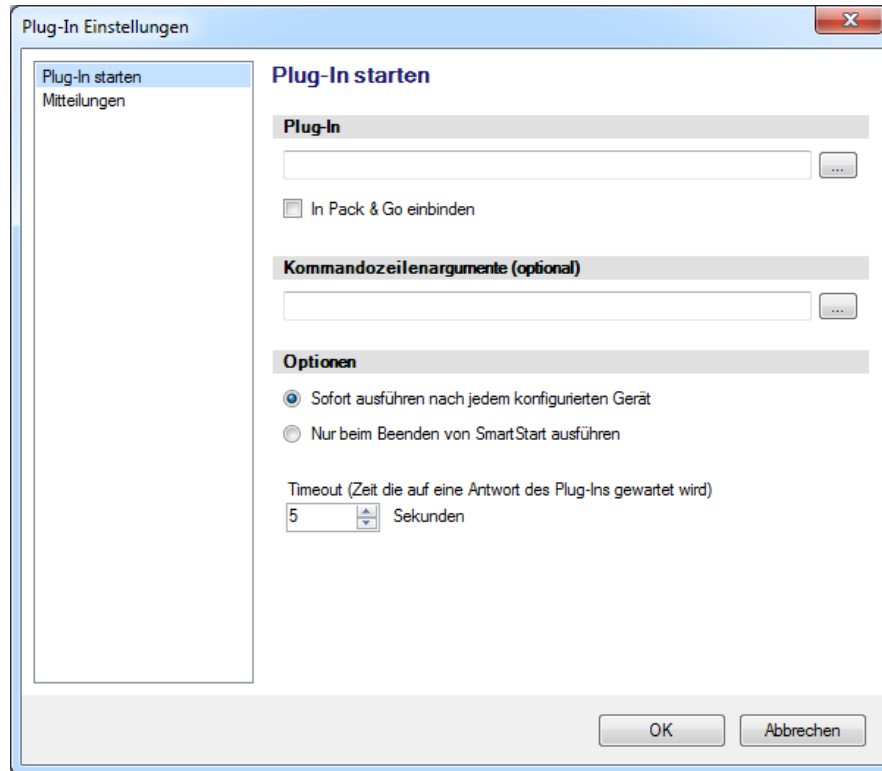 Plug-In Einstellungen
Plug-In starten
Mitteilungen
Plug-In starten
Plug-In
...
In Pack & Go einbinden
Kommandozeilenargumente (optional)
...
Optionen
Sofort ausführen nach jedem konfigurierten Gerät
Nur beim Beenden von SmartStart ausführen
Timeout (Zeit die auf eine Antwort des Plug-Ins gewartet wird)
5 Sekunden
OK Abbrechen